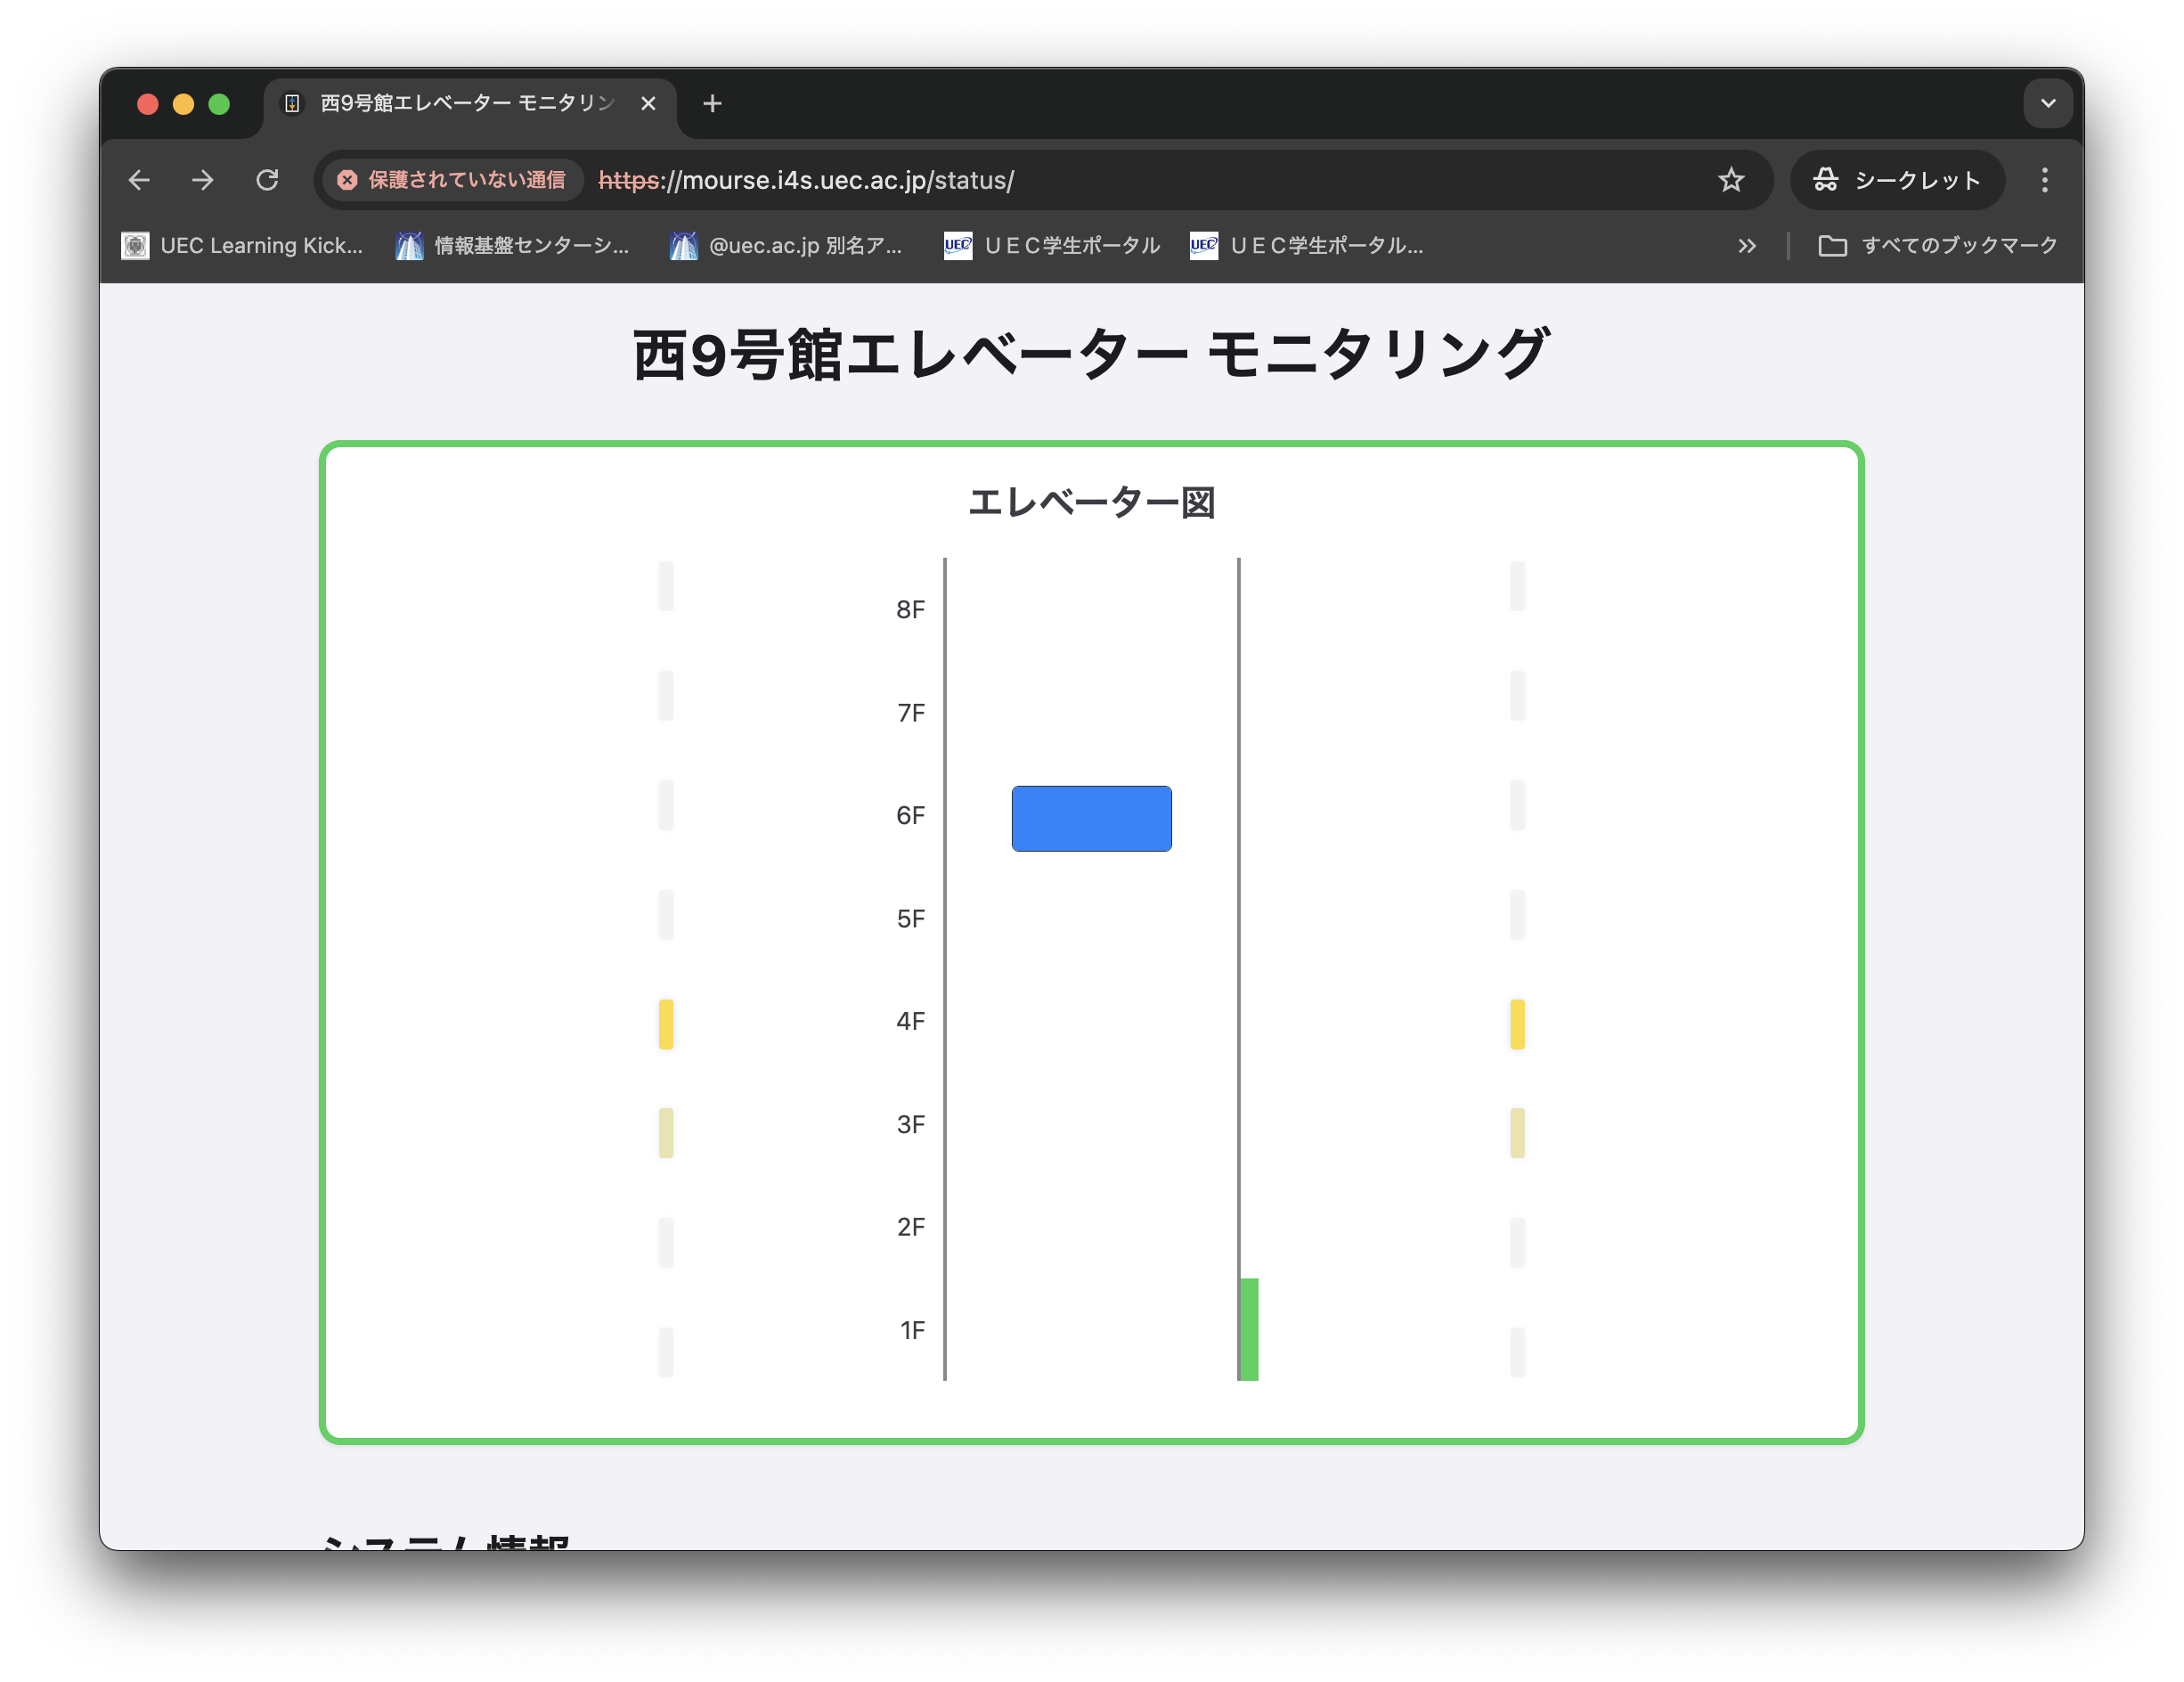 西9号館エレベーター モニタリン
保護されていない通信 https://mourse.i4s.uec.ac.jp/status/ シークレット
UEC Learning Kick... 情報基盤センターシ... @uec.ac.jp 別名ア... ＵＥＣ学生ポータル ＵＥＣ学生ポータル... すべてのブックマーク
西9号館エレベーター モニタリング
エレベーター図
8F
7F
6F
5F
4F
3F
2F
1F
システム情報